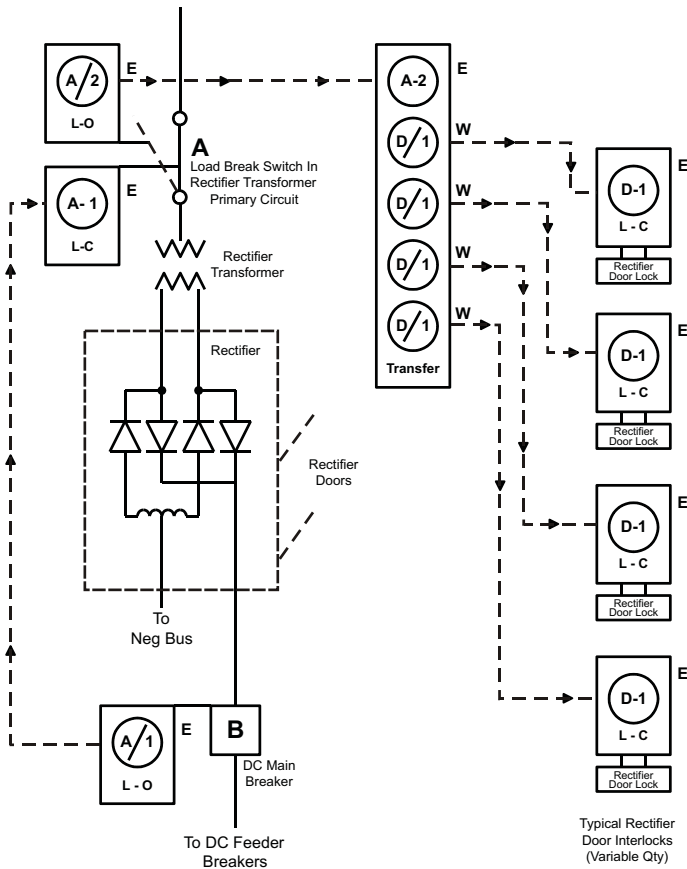 A/2
E
L-O
A-2
E
A
Load Break Switch In
Rectifier Transformer
Primary Circuit
A-1
E
L-C
D/1
W
D/1
W
D/1
W
D/1
W
Transfer
D-1
E
L - C
Rectifier
Door Lock
D-1
E
L - C
Rectifier
Door Lock
D-1
E
L - C
Rectifier
Door Lock
D-1
E
L - C
Rectifier
Door Lock
Rectifier
Transformer
Rectifier
Rectifier
Doors
To
Neg Bus
A/1
E
L - O
B
DC Main
Breaker
To DC Feeder
Breakers
Typical Rectifier
Door Interlocks
(Variable Qty)